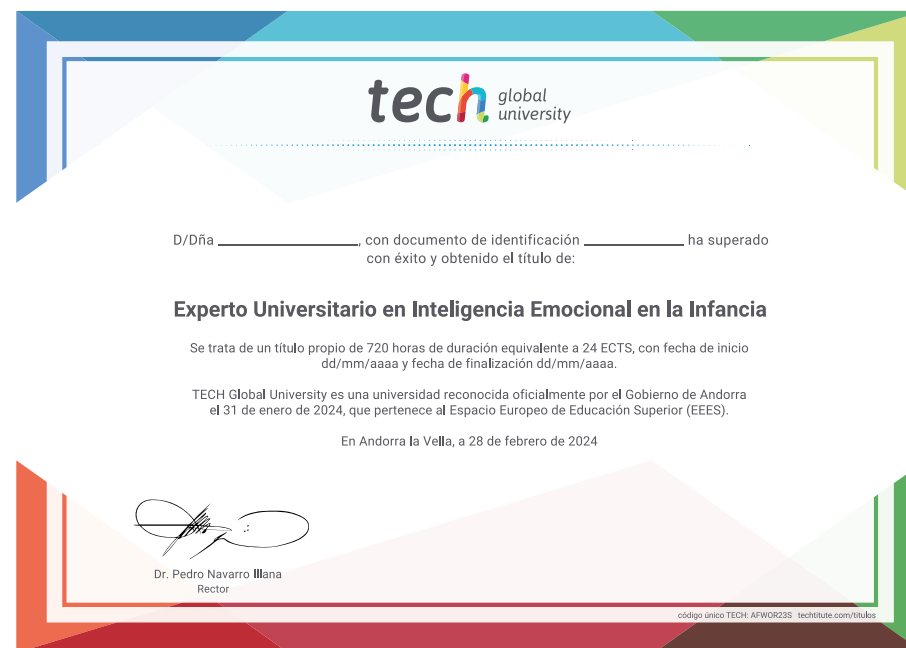 tech global university
D/Dña ______________, con documento de identificación __________ ha superado
con éxito y obtenido el título de:
Experto Universitario en Inteligencia Emocional en la Infancia
Se trata de un título propio de 720 horas de duración equivalente a 24 ECTS, con fecha de inicio
dd/mm/aaaa y fecha de finalización dd/mm/aaaa.
TECH Global University es una universidad reconocida oficialmente por el Gobierno de Andorra
el 31 de enero de 2024, que pertenece al Espacio Europeo de Educación Superior (EEES).
En Andorra la Vella, a 28 de febrero de 2024
Dr. Pedro Navarro Illana
Rector
código único TECH: AFWOR23S techtitute.com/titulos